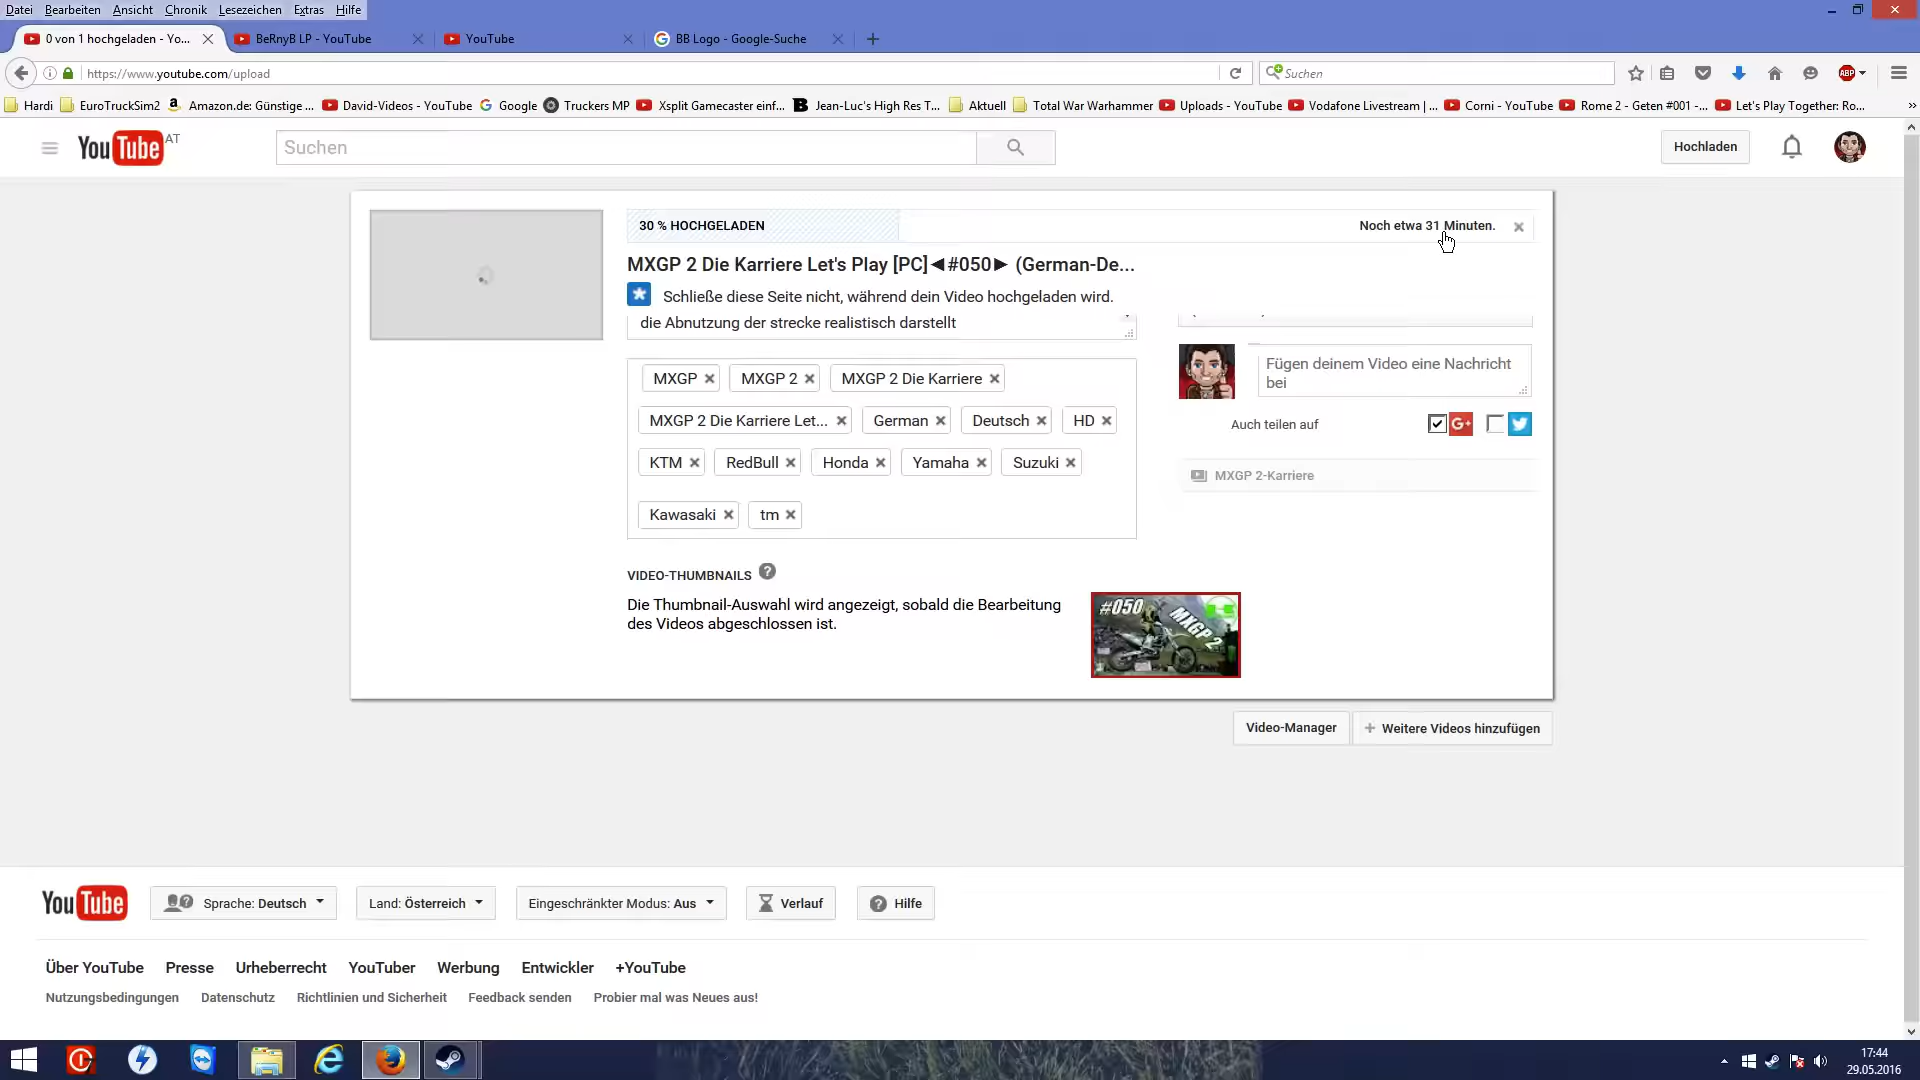 Datei Bearbeiten Ansicht Chronik Lesezeichen Extras Hilfe
0 von 1 hochgeladen - Yo... BeRnyB LP - YouTube YouTube BB Logo - Google-Suche
https://www.youtube.com/upload Suchen ABP
Hardi EuroTruckSim2 Amazon.de: Günstige ... David-Videos - YouTube Google Truckers MP Xsplit Gamecaster einf... Jean-Luc's High Res T... Aktuell Total War Warhammer Uploads - YouTube Vodafone Livestream | ... Corni - YouTube Rome 2 - Geten #001 -... Let's Play Together: Ro... »
YouTube AT Suchen Hochladen
30 % HOCHGELADEN Noch etwa 31 Minuten.
MXGP 2 Die Karriere Let's Play [PC]◄#050► (German-De...
Schließe diese Seite nicht, während dein Video hochgeladen wird.
die Abnutzung der strecke realistisch darstellt
Fügen deinem Video eine Nachricht
bei
MXGP MXGP 2 MXGP 2 Die Karriere
MXGP 2 Die Karriere Let... German Deutsch HD
Auch teilen auf G+
KTM RedBull Honda Yamaha Suzuki
MXGP 2-Karriere
Kawasaki tm
VIDEO-THUMBNAILS ?
Die Thumbnail-Auswahl wird angezeigt, sobald die Bearbeitung
des Videos abgeschlossen ist.
#050 MXGP 2
Video-Manager + Weitere Videos hinzufügen
YouTube Sprache: Deutsch Land: Österreich Eingeschränkter Modus: Aus Verlauf Hilfe
Über YouTube Presse Urheberrecht YouTuber Werbung Entwickler +YouTube
Nutzungsbedingungen Datenschutz Richtlinien und Sicherheit Feedback senden Probier mal was Neues aus!
17:44
29.05.2016